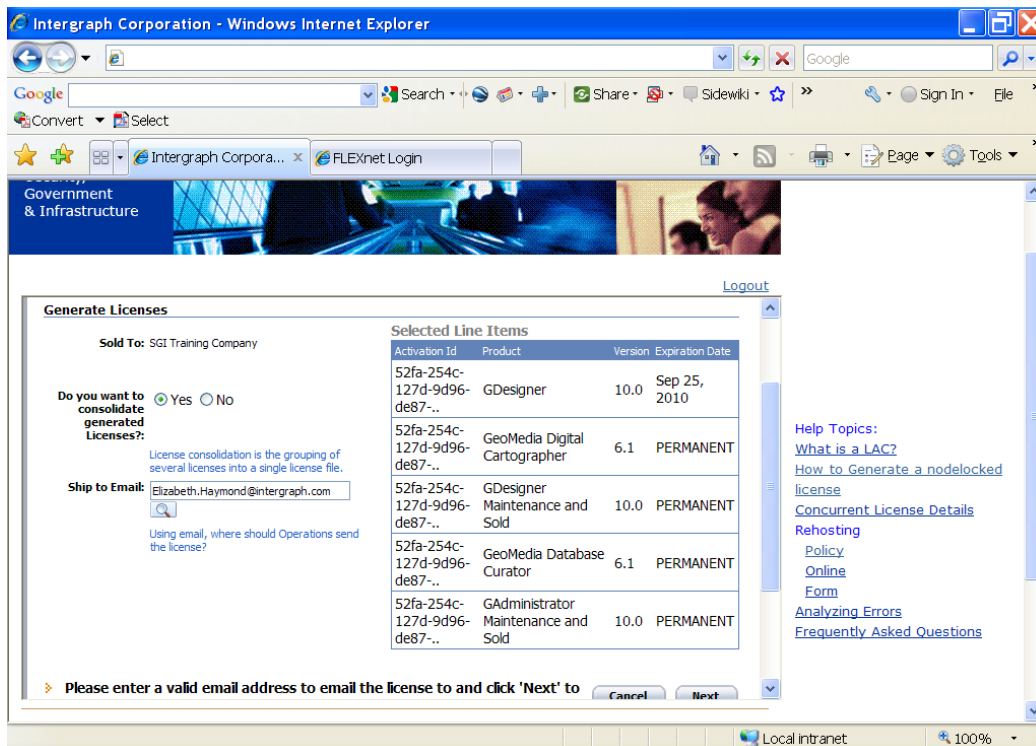 Intergraph Corporation - Windows Internet Explorer
Google
Google
Search
Share
Sidewiki
»
Sign In
File
Convert
Select
Intergraph Corpora...
FLEXnet Login
Page
Tools
Government
& Infrastructure
Logout
Generate Licenses
Sold To: SGI Training Company
Do you want to
consolidate
generated
Licenses?:
Yes
No
License consolidation is the grouping of
several licenses into a single license file.
Ship to Email:
Elizabeth.Haymond@intergraph.com
Using email, where should Operations send
the license?
Selected Line Items
Activation Id Product Version Expiration Date
52fa-254c-
127d-9d96-
de87-..
GDesigner
10.0
Sep 25,
2010
52fa-254c-
127d-9d96-
de87-..
GeoMedia Digital
Cartographer
6.1
PERMANENT
52fa-254c-
127d-9d96-
de87-..
GDesigner
Maintenance and
Sold
10.0
PERMANENT
52fa-254c-
127d-9d96-
de87-..
GeoMedia Database
Curator
6.1
PERMANENT
52fa-254c-
127d-9d96-
de87-..
GAdministrator
Maintenance and
Sold
10.0
PERMANENT
Please enter a valid email address to email the license to and click 'Next' to
Cancel
Next
Help Topics:
What is a LAC?
How to Generate a nodelocked
license
Concurrent License Details
Rehosting
Policy
Online
Form
Analyzing Errors
Frequently Asked Questions
Local intranet
100%